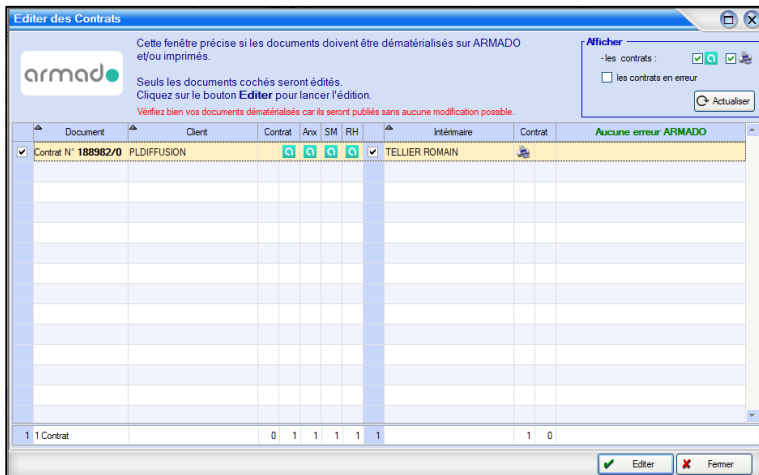 Editer des Contrats
armado
Cette fenêtre précise si les documents doivent être dématérialisés sur ARMADO
et/ou imprimés.
Seuls les documents cochés seront édités.
Cliquez sur le bouton Editer pour lancer l'édition.
Vérifiez bien vos documents dématérialisés car ils seront publiés sans aucune modification possible.
Afficher
- les contrats :
les contrats en erreur
Actualiser
Document Client Contrat Anx SM RH Intérimaire Contrat Aucune erreur ARMADO
Contrat N° 188982/0 PLDIFFUSION TELLIER ROMAIN
1 1 Contrat 0 1 1 1 1 1 1 0
Editer Fermer